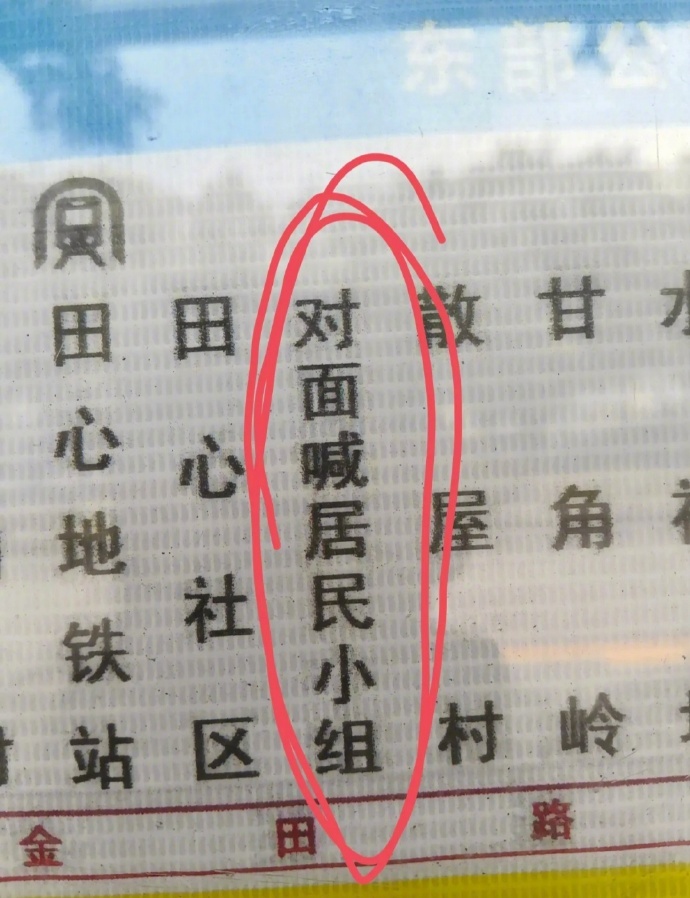 东部公
田心地铁站
田心社区
对面喊居民小组
散屋村
甘角岭
金田路